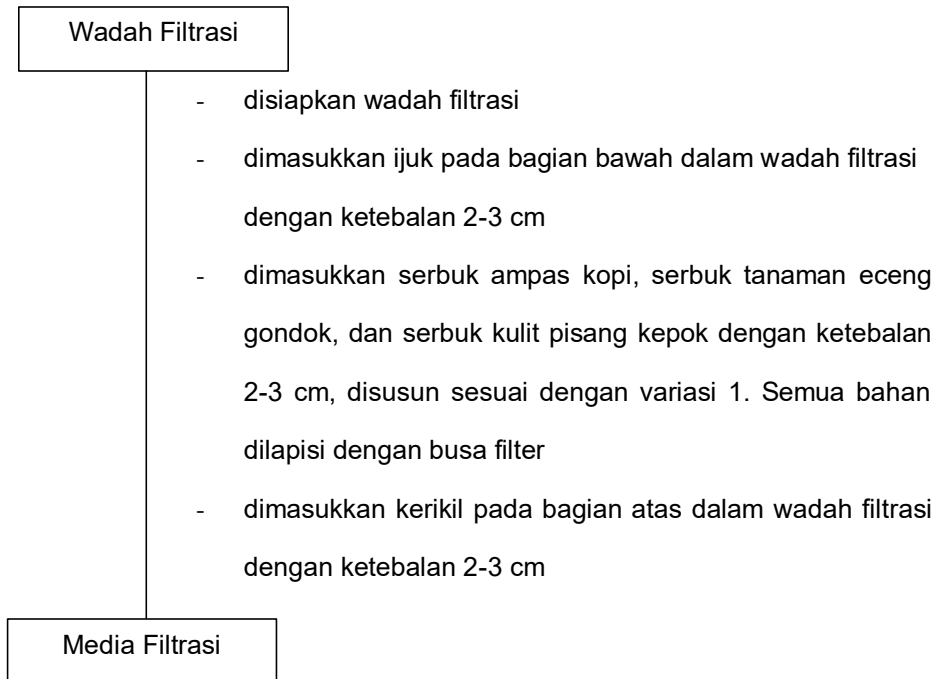 Wadah Filtrasi
- disiapkan wadah filtrasi
- dimasukkan ijuk pada bagian bawah dalam wadah filtrasi
dengan ketebalan 2-3 cm
- dimasukkan serbuk ampas kopi, serbuk tanaman eceng
gondok, dan serbuk kulit pisang kepok dengan ketebalan
2-3 cm, disusun sesuai dengan variasi 1. Semua bahan
dilapisi dengan busa filter
- dimasukkan kerikil pada bagian atas dalam wadah filtrasi
dengan ketebalan 2-3 cm
Media Filtrasi